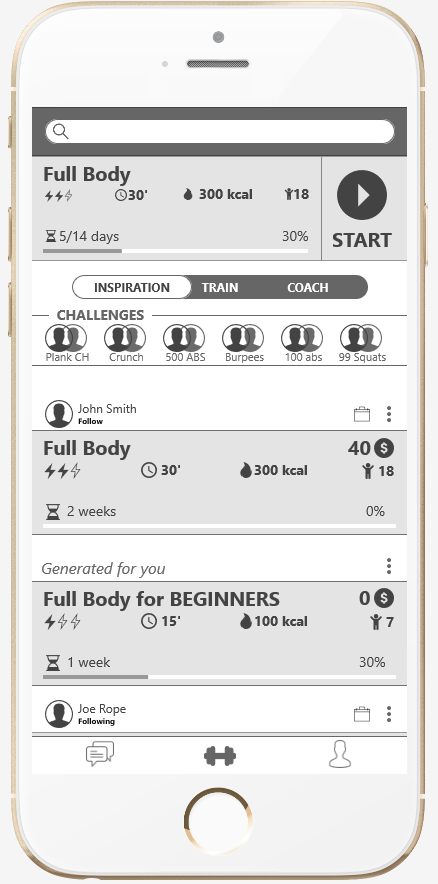 Full Body
30' 300 kcal 18
5/14 days 30%
START
INSPIRATION TRAIN COACH
CHALLENGES
Plank CH Crunch 500 ABS Burpees 100 abs 99 Squats
John Smith
Follow
Full Body 40 $
30' 300 kcal 18
2 weeks 0%
Generated for you
Full Body for BEGINNERS 0 $
15' 100 kcal 7
1 week 30%
Joe Rope
Following